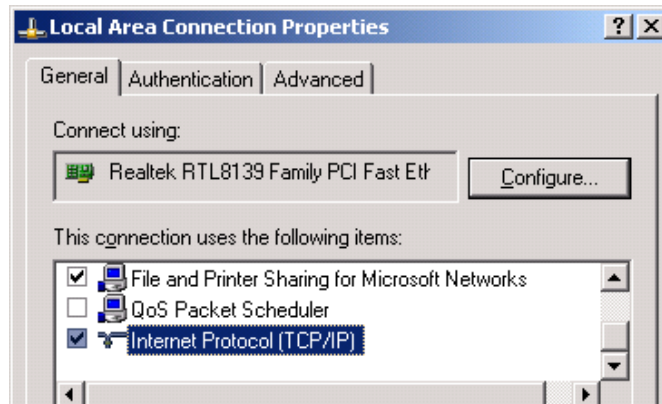 Local Area Connection Properties
General Authentication Advanced
Connect using:
Realtek RTL8139 Family PCI Fast Eth
Configure...
This connection uses the following items:
File and Printer Sharing for Microsoft Networks
QoS Packet Scheduler
Internet Protocol (TCP/IP)